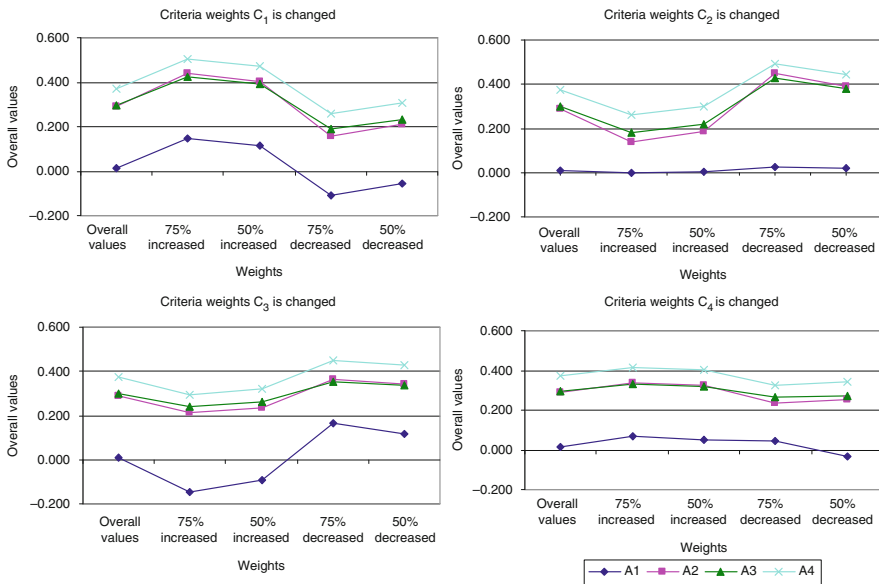 Criteria weights C1 is changed
Overall values
0.600
0.400
0.200
0.000
–0.200
Overall values
75% increased
50% increased
75% decreased
50% decreased
Weights
Criteria weights C2 is changed
Overall values
0.600
0.400
0.200
0.000
–0.200
Overall values
75% increased
50% increased
75% decreased
50% decreased
Weights
Criteria weights C3 is changed
Overall values
0.600
0.400
0.200
0.000
–0.200
Overall values
75% increased
50% increased
75% decreased
50% decreased
Weights
Criteria weights C4 is changed
Overall values
0.600
0.400
0.200
0.000
–0.200
Overall values
75% increased
50% increased
75% decreased
50% decreased
Weights
A1 A2 A3 A4